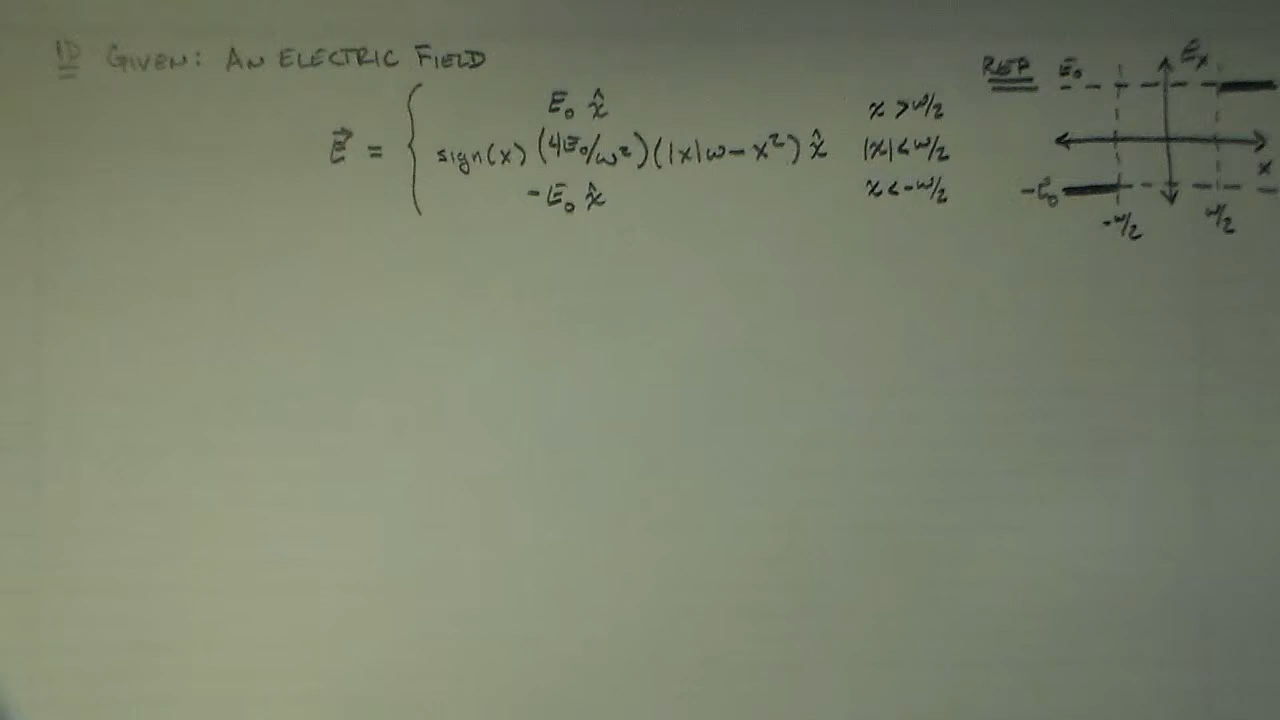 ID GIVEN: AN ELECTRIC FIELD
E⃗ = { E₀ x̂ x > w/2
sign(x) (4E₀/w²)(|x|w − x²) x̂ |x| < w/2
−E₀ x̂ x < −w/2
REP E₀ Eₓ
x
−E₀
−w/2 w/2